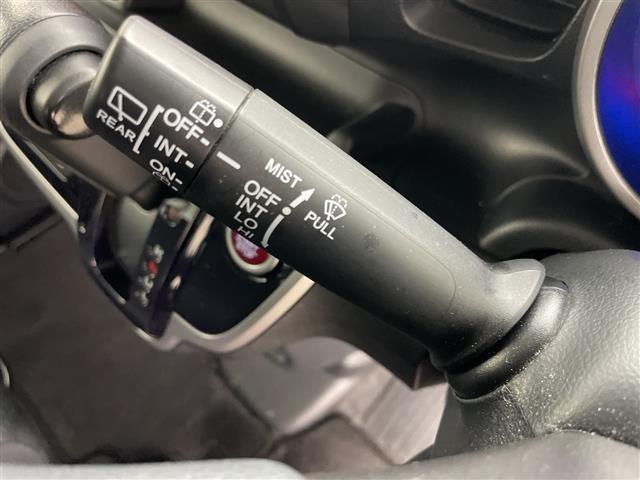 REAR
OFF-
INT-
ON-
MIST
OFF
INT
LO
HI
PULL